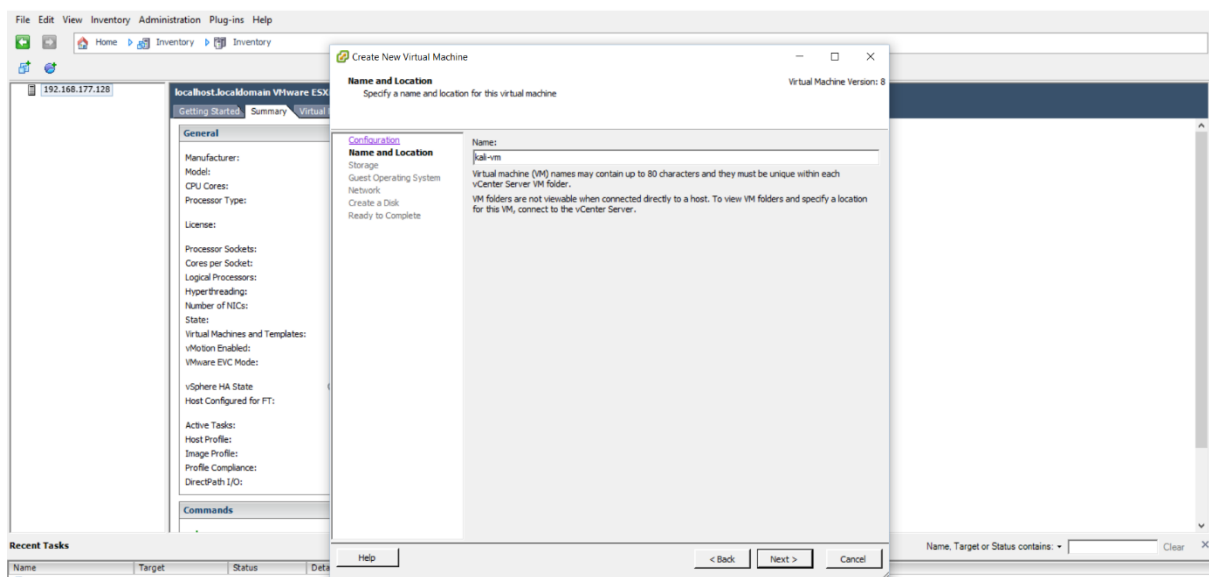 File Edit View Inventory Administration Plug-ins Help
Home Inventory Inventory
192.168.177.128
localhost.localdomain VMware ESX
Getting Started Summary Virtual
General
Manufacturer:
Model:
CPU Cores:
Processor Type:
License:
Processor Sockets:
Cores per Socket:
Logical Processors:
Hyperthreading:
Number of NICs:
State:
Virtual Machines and Templates:
vMotion Enabled:
VMware EVC Mode:
vSphere HA State
Host Configured for FT:
Active Tasks:
Host Profile:
Image Profile:
Profile Compliance:
DirectPath I/O:
Commands
Create New Virtual Machine
Name and Location
Specify a name and location for this virtual machine
Virtual Machine Version: 8
Configuration
Name and Location
Storage
Guest Operating System
Network
Create a Disk
Ready to Complete
Name:
kali-vm
Virtual machine (VM) names may contain up to 80 characters and they must be unique within each
vCenter Server VM folder.
VM folders are not viewable when connected directly to a host. To view VM folders and specify a location
for this VM, connect to the vCenter Server.
Help < Back Next > Cancel
Recent Tasks
Name, Target or Status contains: Clear
Name Target Status Deta